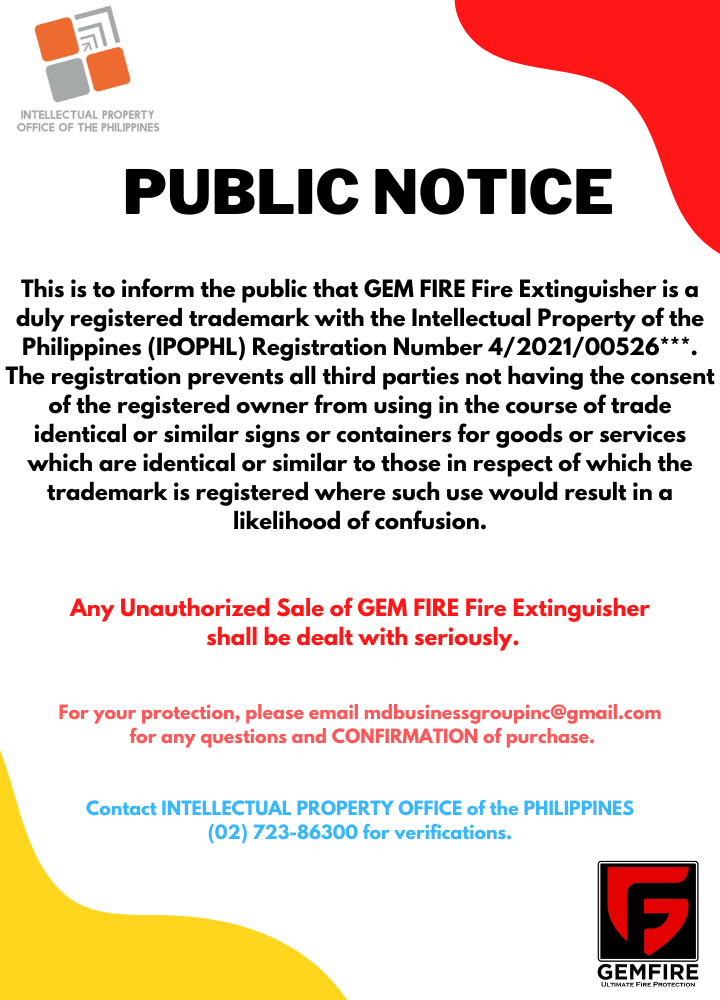 INTELLECTUAL PROPERTY
OFFICE OF THE PHILIPPINES
PUBLIC NOTICE
This is to inform the public that GEM FIRE Fire Extinguisher is a
duly registered trademark with the Intellectual Property of the
Philippines (IPOPHL) Registration Number 4/2021/00526***.
The registration prevents all third parties not having the consent
of the registered owner from using in the course of trade
identical or similar signs or containers for goods or services
which are identical or similar to those in respect of which the
trademark is registered where such use would result in a
likelihood of confusion.
Any Unauthorized Sale of GEM FIRE Fire Extinguisher
shall be dealt with seriously.
For your protection, please email mdbusinessgroupinc@gmail.com
for any questions and CONFIRMATION of purchase.
Contact INTELLECTUAL PROPERTY OFFICE of the PHILIPPINES
(02) 723-86300 for verifications.
GEMFIRE
ULTIMATE FIRE PROTECTION